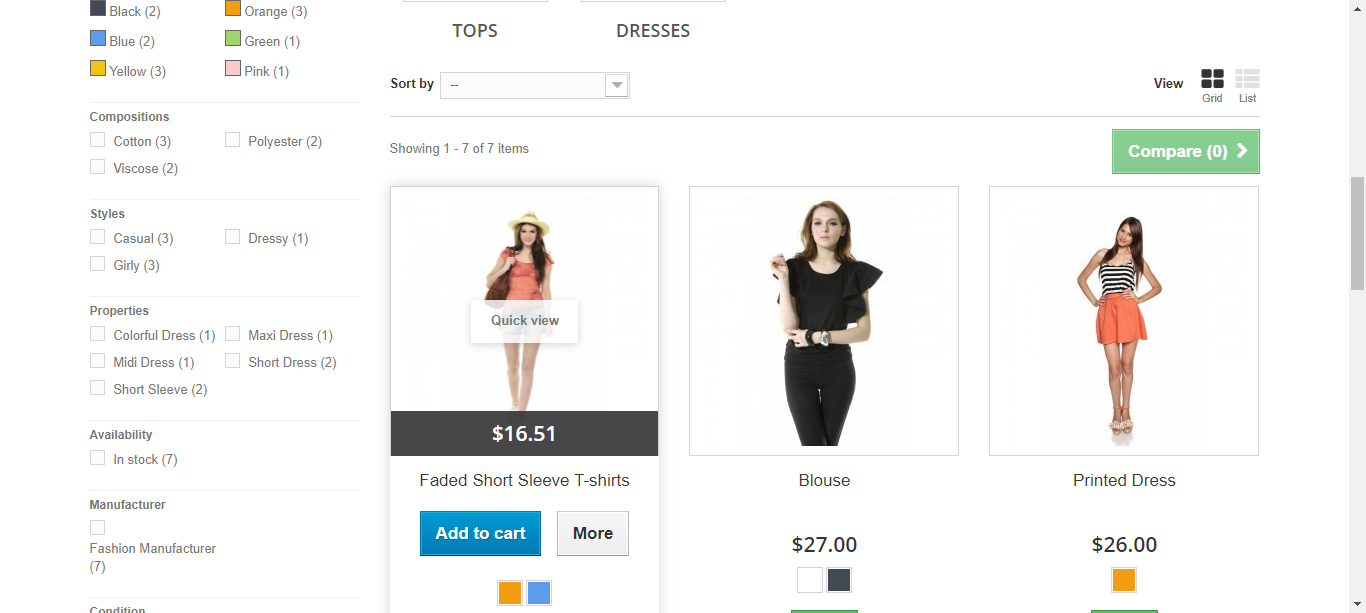 Black (2)
Orange (3)
Blue (2)
Green (1)
Yellow (3)
Pink (1)
Compositions
Cotton (3)
Polyester (2)
Viscose (2)
Styles
Casual (3)
Dressy (1)
Girly (3)
Properties
Colorful Dress (1)
Maxi Dress (1)
Midi Dress (1)
Short Dress (2)
Short Sleeve (2)
Availability
In stock (7)
Manufacturer
Fashion Manufacturer
(7)
Condition
TOPS
DRESSES
Sort by
--
View
Grid
List
Showing 1 - 7 of 7 items
Compare (0)
Quick view
$16.51
Faded Short Sleeve T-shirts
Add to cart
More
Blouse
$27.00
Printed Dress
$26.00